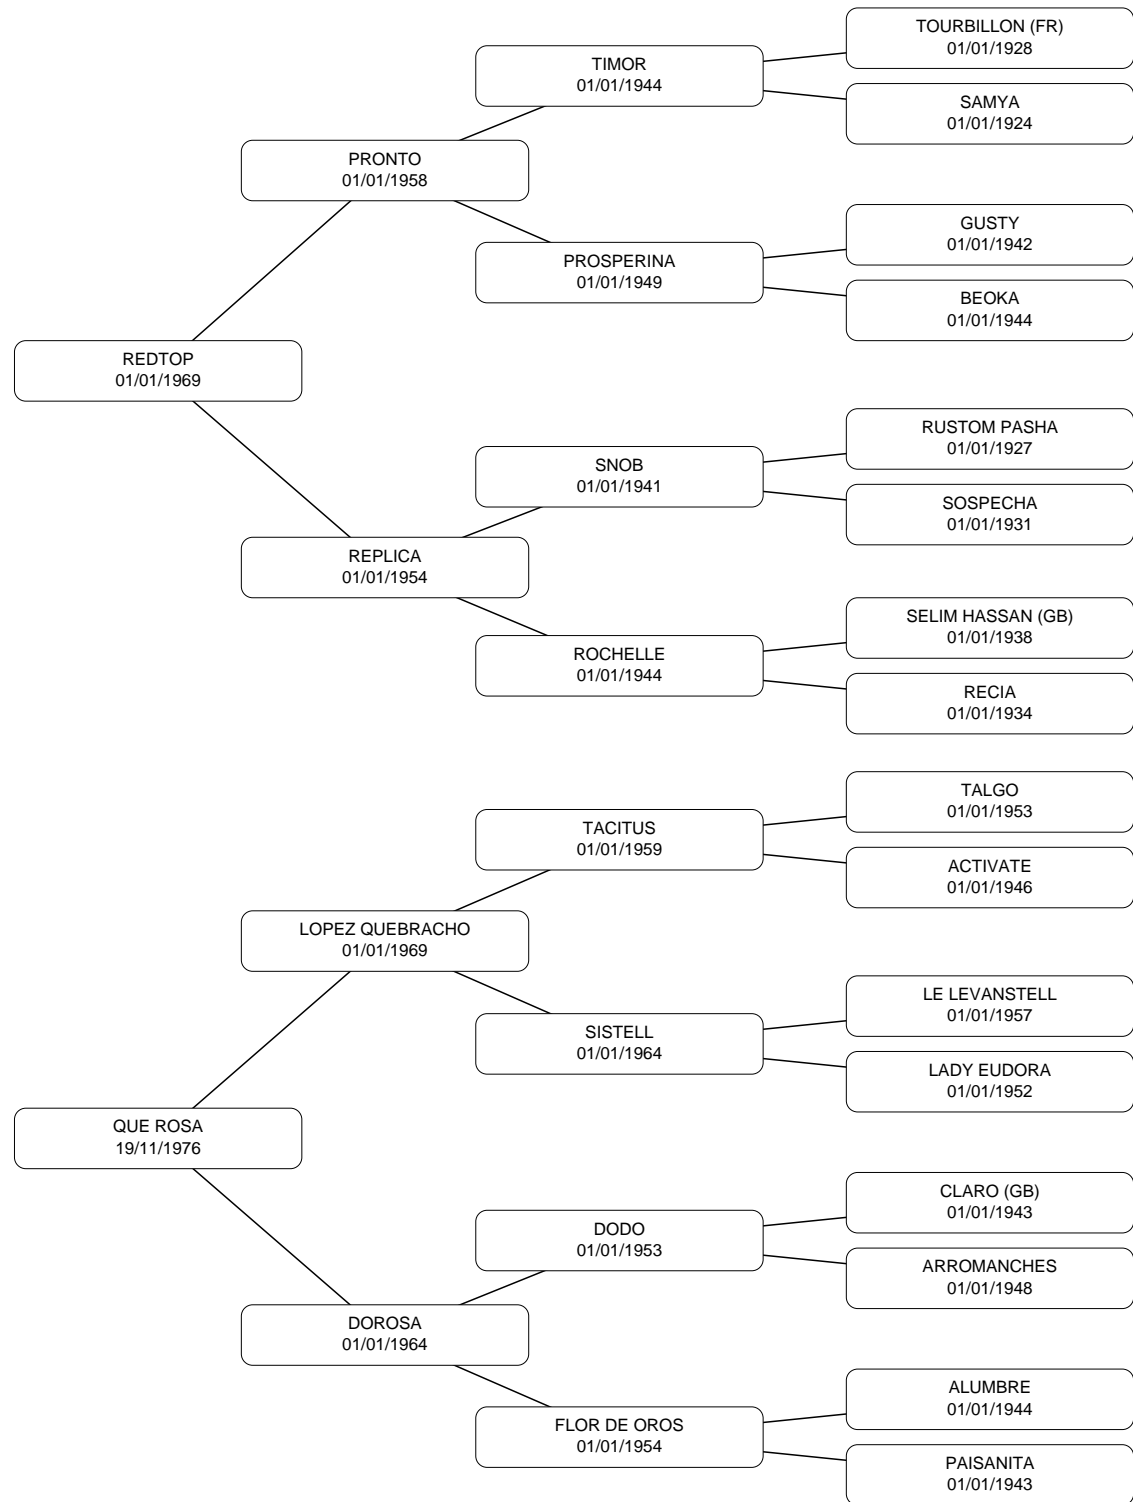 TOURBILLON (FR)
01/01/1928
TIMOR
01/01/1944
SAMYA
01/01/1924
PRONTO
01/01/1958
GUSTY
01/01/1942
PROSPERINA
01/01/1949
BEOKA
01/01/1944
REDTOP
01/01/1969
RUSTOM PASHA
01/01/1927
SNOB
01/01/1941
SOSPECHA
01/01/1931
REPLICA
01/01/1954
SELIM HASSAN (GB)
01/01/1938
ROCHELLE
01/01/1944
RECIA
01/01/1934
TALGO
01/01/1953
TACITUS
01/01/1959
ACTIVATE
01/01/1946
LOPEZ QUEBRACHO
01/01/1969
LE LEVANSTELL
01/01/1957
SISTELL
01/01/1964
LADY EUDORA
01/01/1952
QUE ROSA
19/11/1976
CLARO (GB)
01/01/1943
DODO
01/01/1953
ARROMANCHES
01/01/1948
DOROSA
01/01/1964
ALUMBRE
01/01/1944
FLOR DE OROS
01/01/1954
PAISANITA
01/01/1943